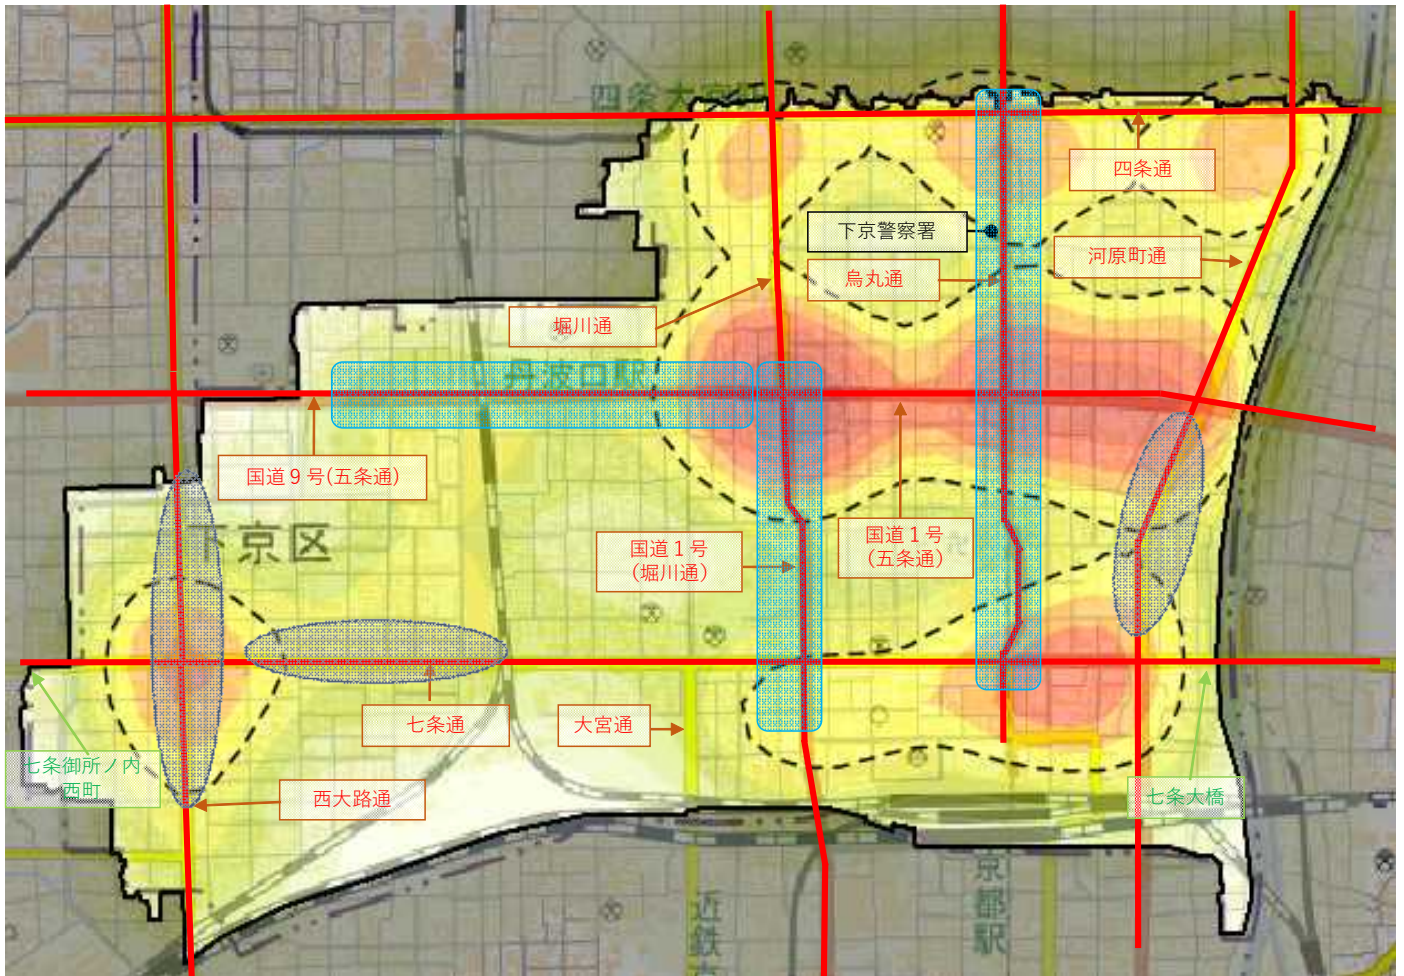 四条大
四条通
下京警察署
河原町通
烏丸通
堀川通
丹波口駅
国道9号(五条通)
下京区
国道1号
(堀川通)
国道1号
(五条通)
七条通
大宮通
七条御所ノ内
西町
西大路通
七条大橋
京都駅
近鉄